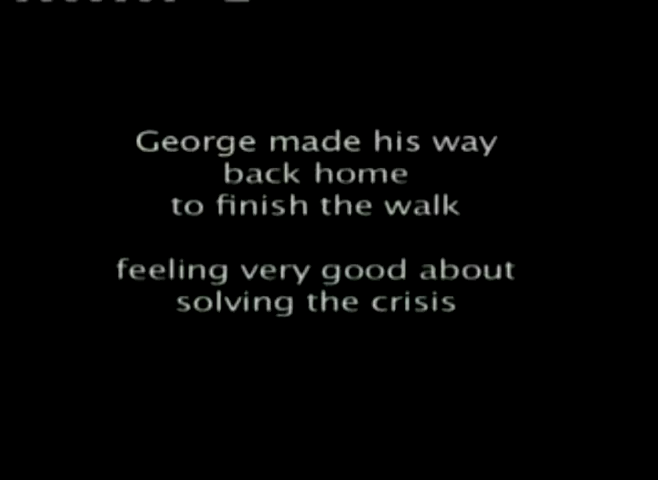 George made his way
back home
to finish the walk
feeling very good about
solving the crisis